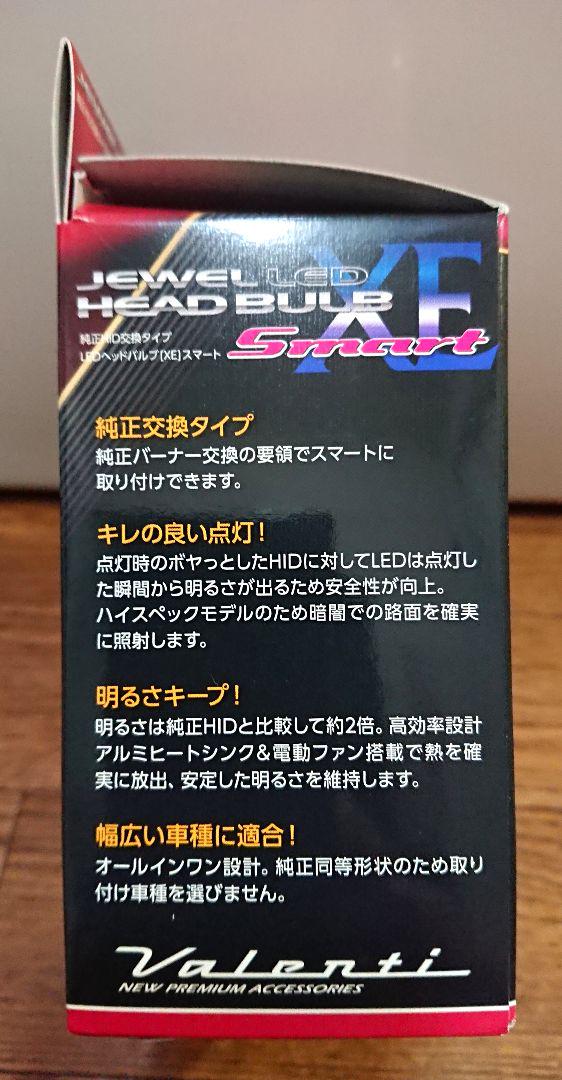 JEWEL LED
HEAD BULB
XE
純正HID交換タイプ
LEDヘッドバルブ[XE]スマート
Smart
純正交換タイプ
純正バーナー交換の要領でスマートに
取り付けできます。
キレの良い点灯！
点灯時のボヤっとしたHIDに対してLEDは点灯し
た瞬間から明るさが出るため安全性が向上。
ハイスペックモデルのため暗闇での路面を確実
に照射します。
明るさキープ！
明るさは純正HIDと比較して約2倍。高効率設計
アルミヒートシンク&電動ファン搭載で熱を確
実に放出、安定した明るさを維持します。
幅広い車種に適合！
オールインワン設計。純正同等形状のため取り
付け車種を選びません。
Valenti
NEW PREMIUM ACCESSORIES